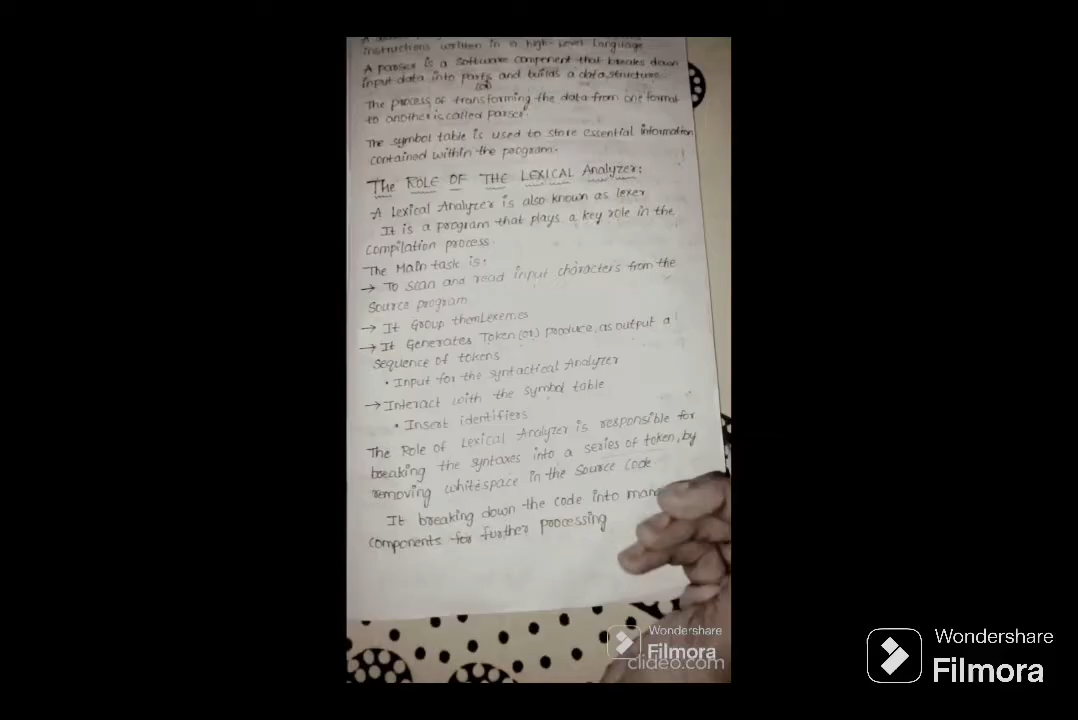 instructions written in a high-level language
A parser is a software component that breaks down
input data into parts and builds a data structure
(or)
The process of transforming the data from one format
to another is called parser.
The symbol table is used to store essential information
contained within the program.
The ROLE OF THE LEXICAL Analyzer:
A Lexical Analyzer is also known as lexer
It is a program that plays a key role in the
compilation process
The Main task is:
→ To scan and read input characters from the
source program
→ It Group themLexemes
→ It Generates Token (or) produce, as output a
sequence of tokens
• Input for the syntactical Analyzer
→ Interact with the symbol table
• Insert identifiers
The Role of Lexical Analyzer is responsible for
breaking the syntaxes into a series of token, by
removing whitespace in the source code
It breaking down the code into
components for further processing
Wondershare
Filmora
clideo.com
Wondershare
Filmora